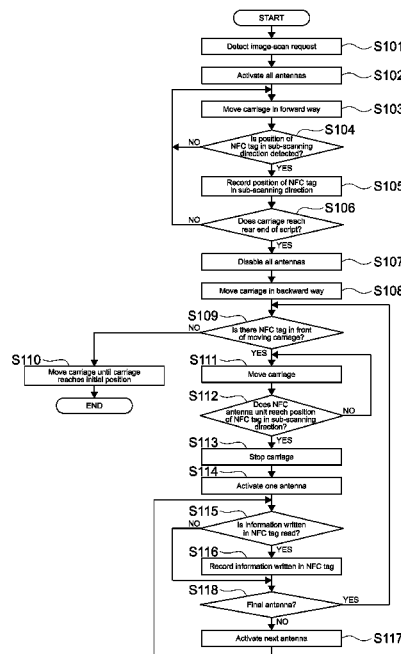 START
Detect image-scan request
S101
Activate all antennas
S102
Move carriage in forward way
S103
S104
NO
Is position of
NFC tag in sub-scanning
direction detected?
YES
Record position of NFC tag
in sub-scanning direction
S105
S106
NO
Does carriage reach
rear end of script?
YES
Disable all antennas
S107
Move carriage in backward way
S108
S109
NO
Is there NFC tag in front
of moving carriage?
S110
YES
S111
Move carriage until carriage
reaches initial position
Move carriage
END
S112
Does NFC
antenna unit reach position
of NFC tag in sub-scanning
direction?
NO
S113
YES
Stop carriage
S114
Activate one antenna
S115
NO
Is information written
in NFC tag read?
S116
YES
Record information written in NFC tag
S118
Final antenna?
YES
NO
Activate next antenna
S117